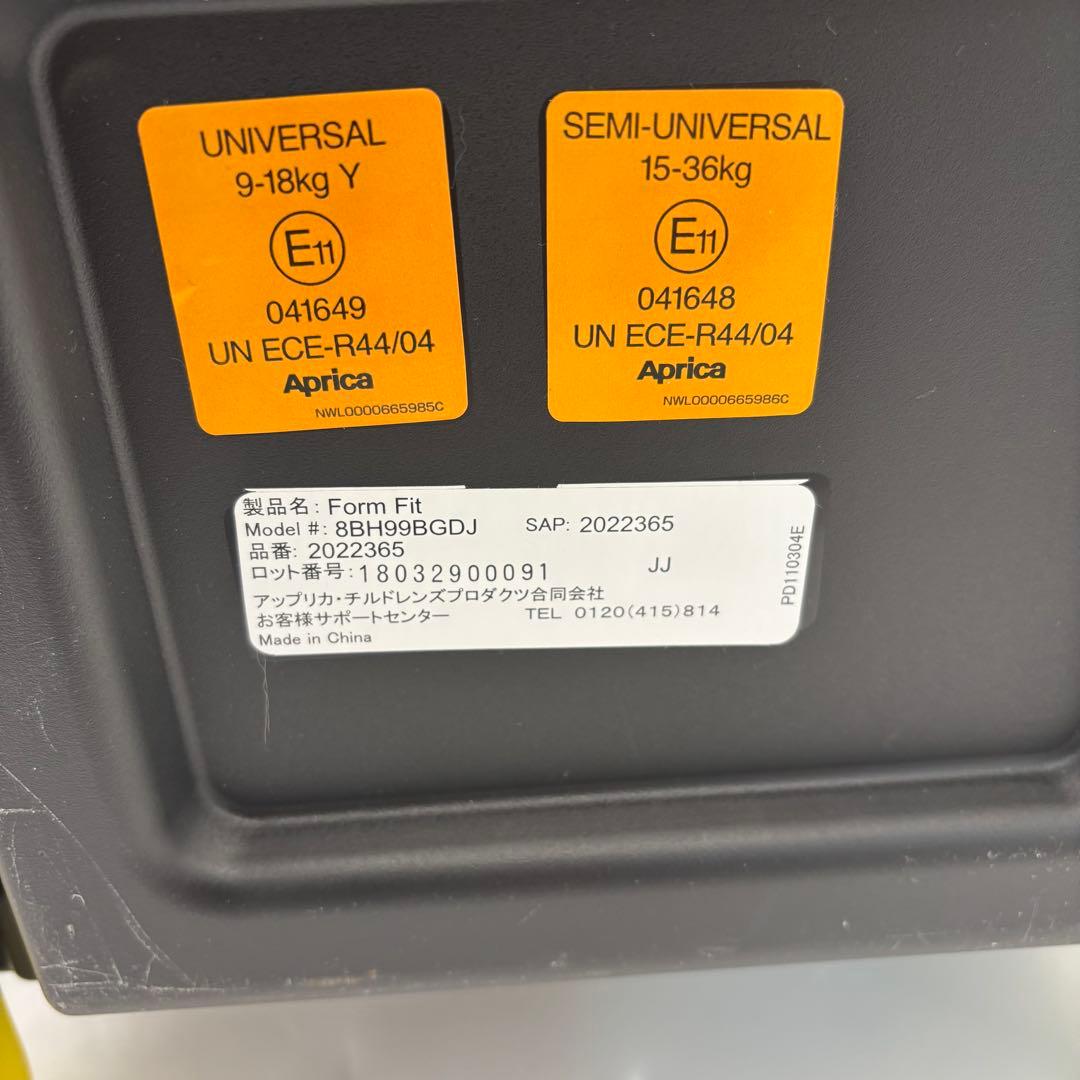 UNIVERSAL
9-18kg Y
E11
041649
UN ECE-R44/04
Aprica
NWL0000665985C
SEMI-UNIVERSAL
15-36kg
E11
041648
UN ECE-R44/04
Aprica
NWL0000665986C
製品名: Form Fit
Model #: 8BH99BGDJ SAP: 2022365
品番: 2022365
ロット番号:18032900091 JJ
アップリカ・チルドレンズプロダクツ合同会社
お客様サポートセンター TEL 0120(415)814
Made in China
PD110304E